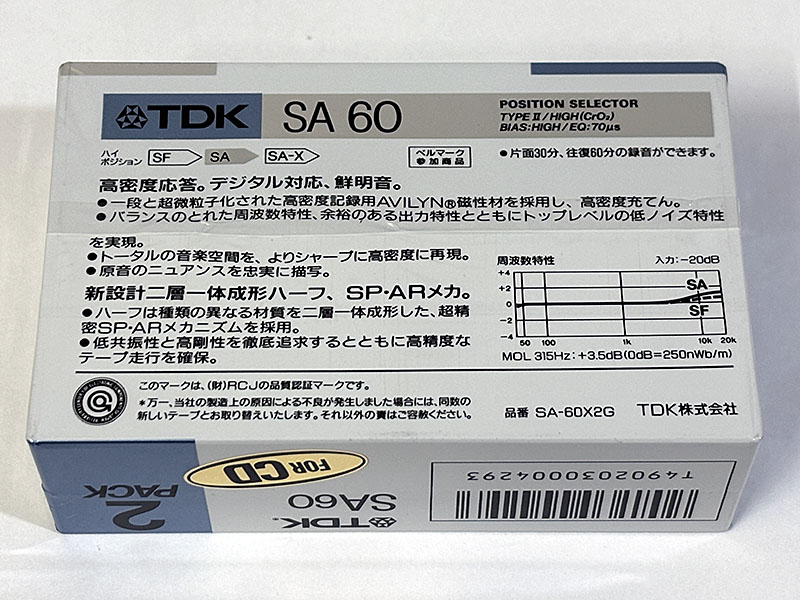 TDK SA 60
POSITION SELECTOR
TYPE Ⅱ/HIGH(CrO₂)
BIAS:HIGH/EQ:70μs
ハイポジション SF SA SA-X
ベルマーク参加商品
●片面30分、往復60分の録音ができます。
高密度応答。デジタル対応、鮮明音。
●一段と超微粒子化された高密度記録用AVILYN®磁性材を採用し、高密度充てん。
●バランスのとれた周波数特性、余裕のある出力特性とともにトップレベルの低ノイズ特性
を実現。
●トータルの音楽空間を、よりシャープに高密度に再現。
●原音のニュアンスを忠実に描写。
新設計二層一体成形ハーフ、SP・ARメカ。
●ハーフは種類の異なる材質を二層一体成形した、超精
密SP・ARメカニズムを採用。
●低共振性と高剛性を徹底追求するとともに高精度な
テープ走行を確保。
周波数特性 入力:-20dB
+4
+2
0
-2
-4
SA
SF
50 100 1k 10k 20k
MOL 315Hz: +3.5dB(0dB=250nWb/m)
このマークは、(財)RCJの品質認証マークです。
*万一、当社の製造上の原因による不良が発生しました場合には、同数の
新しいテープとお取り替えいたします。それ以外の責はご容赦ください。
品番 SA-60X2G TDK株式会社
2 PACK
FOR CD
TDK SA60
T4902030004293